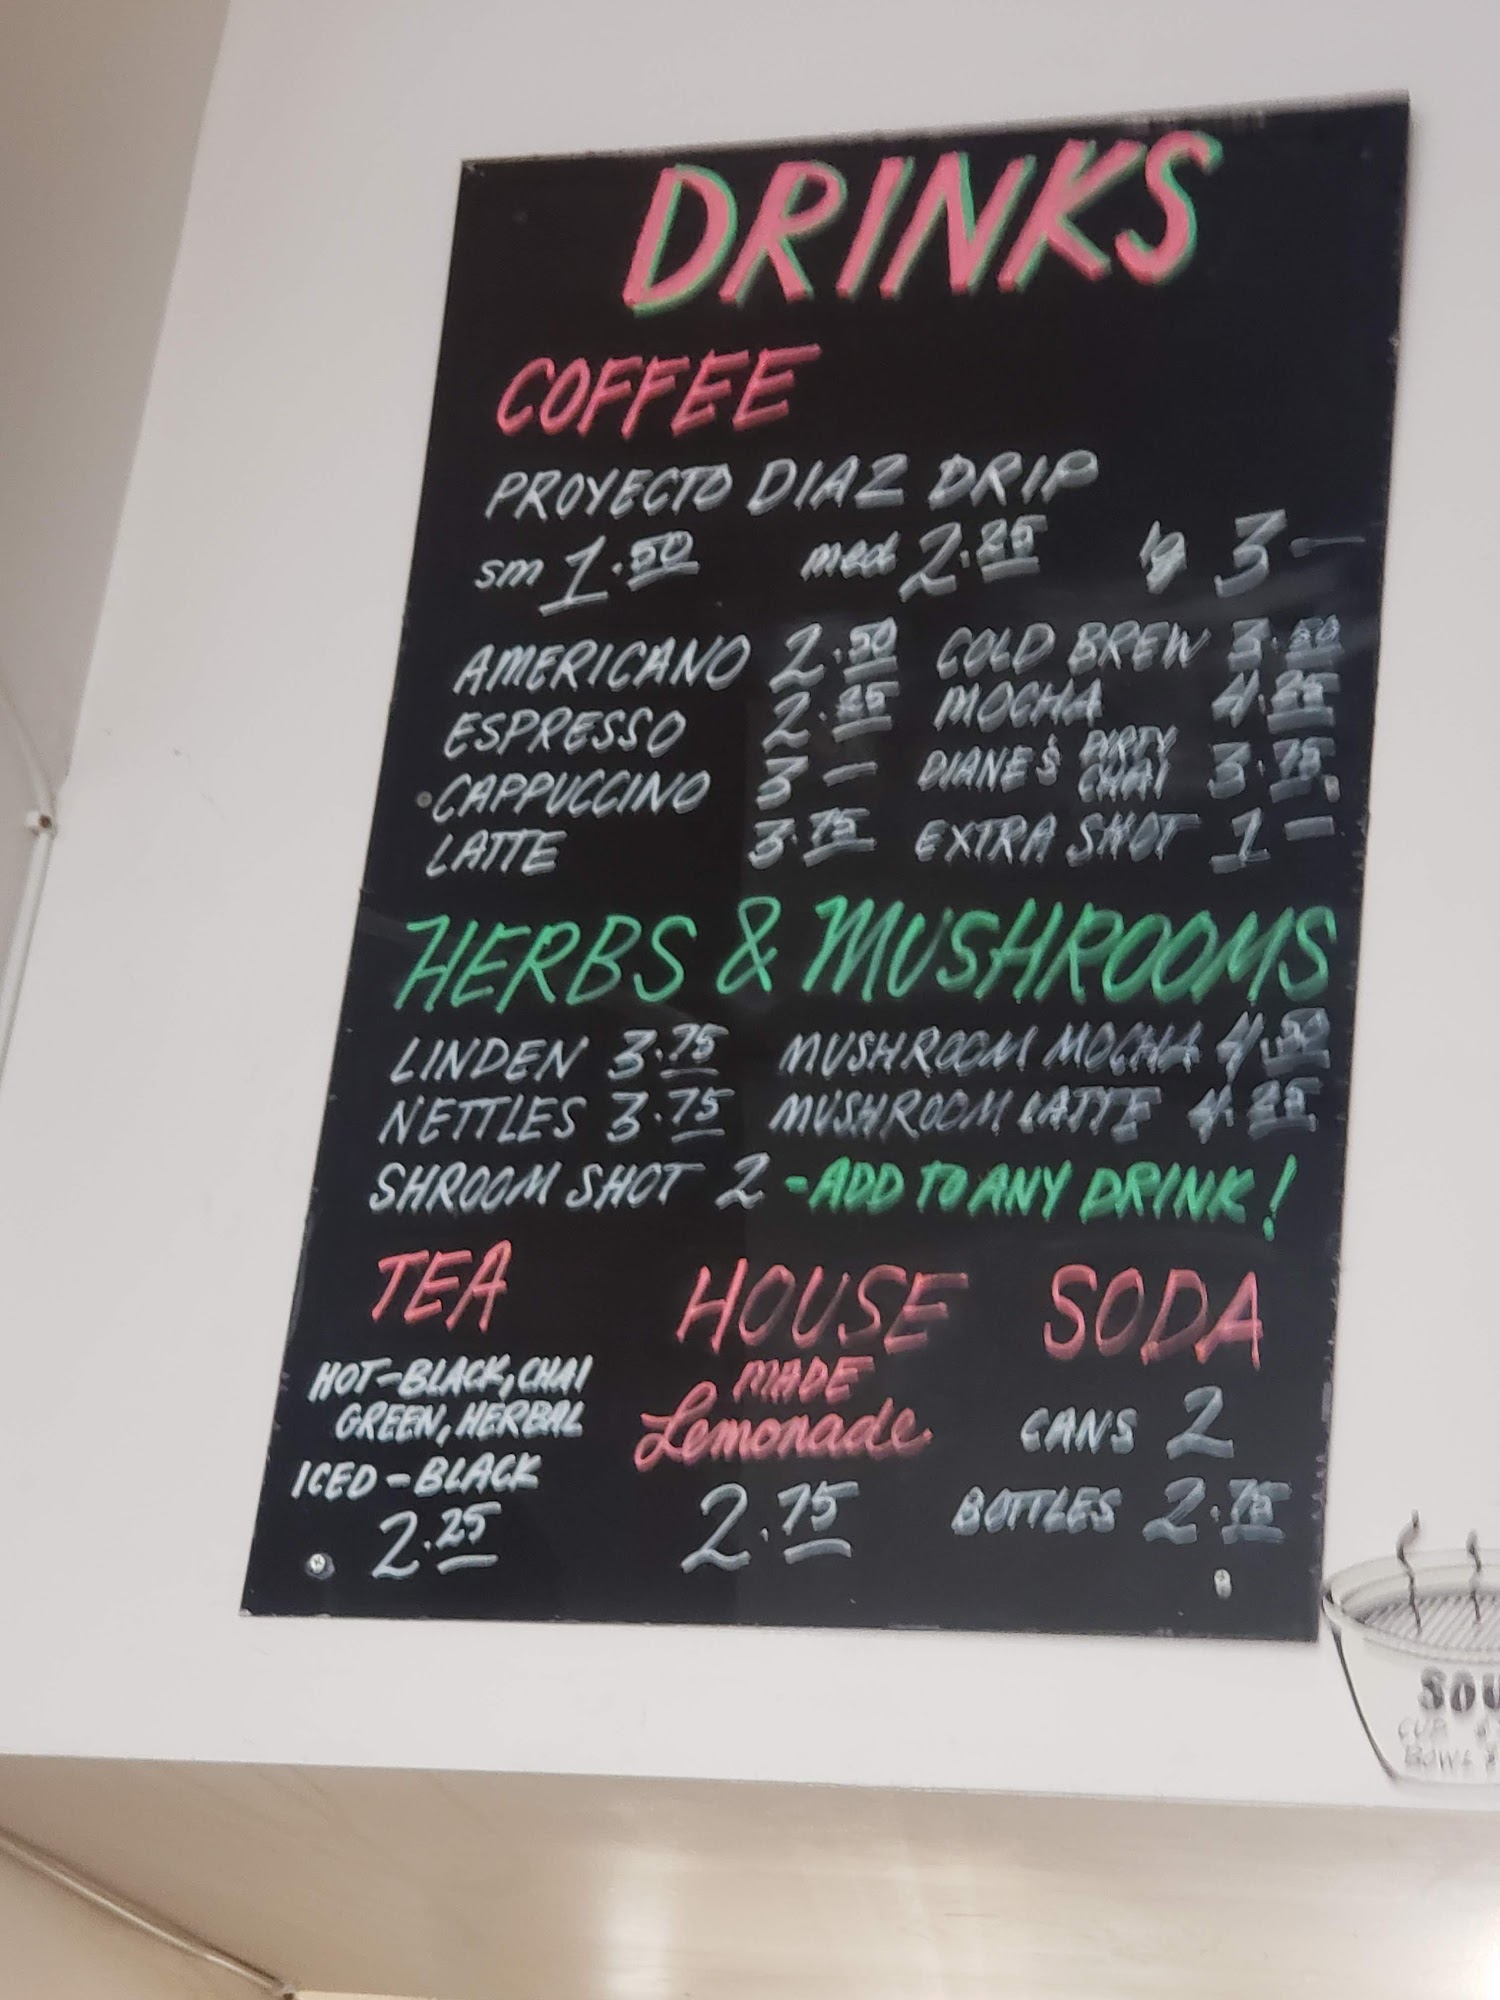 DRINKS
COFFEE
PROYECTO DIAZ DRIP
sm 1.50 med 2.25 lg 3—
AMERICANO 2.50 COLD BREW 3.50
ESPRESSO 2.25 MOCHA 4.25
CAPPUCCINO 3— DIANE'S DIRTY CHAI 3.75
LATTE 3.75 EXTRA SHOT 1—
HERBS & MUSHROOMS
LINDEN 3.75 MUSHROOM MOCHA 4.50
NETTLES 3.75 MUSHROOM LATTE 4.25
SHROOM SHOT 2 -ADD TO ANY DRINK!
TEA
HOT-BLACK, CHAI
GREEN, HERBAL
ICED-BLACK
2.25
HOUSE
MADE
Lemonade
2.75
SODA
CANS 2
BOTTLES 2.75
CUP
BOWL